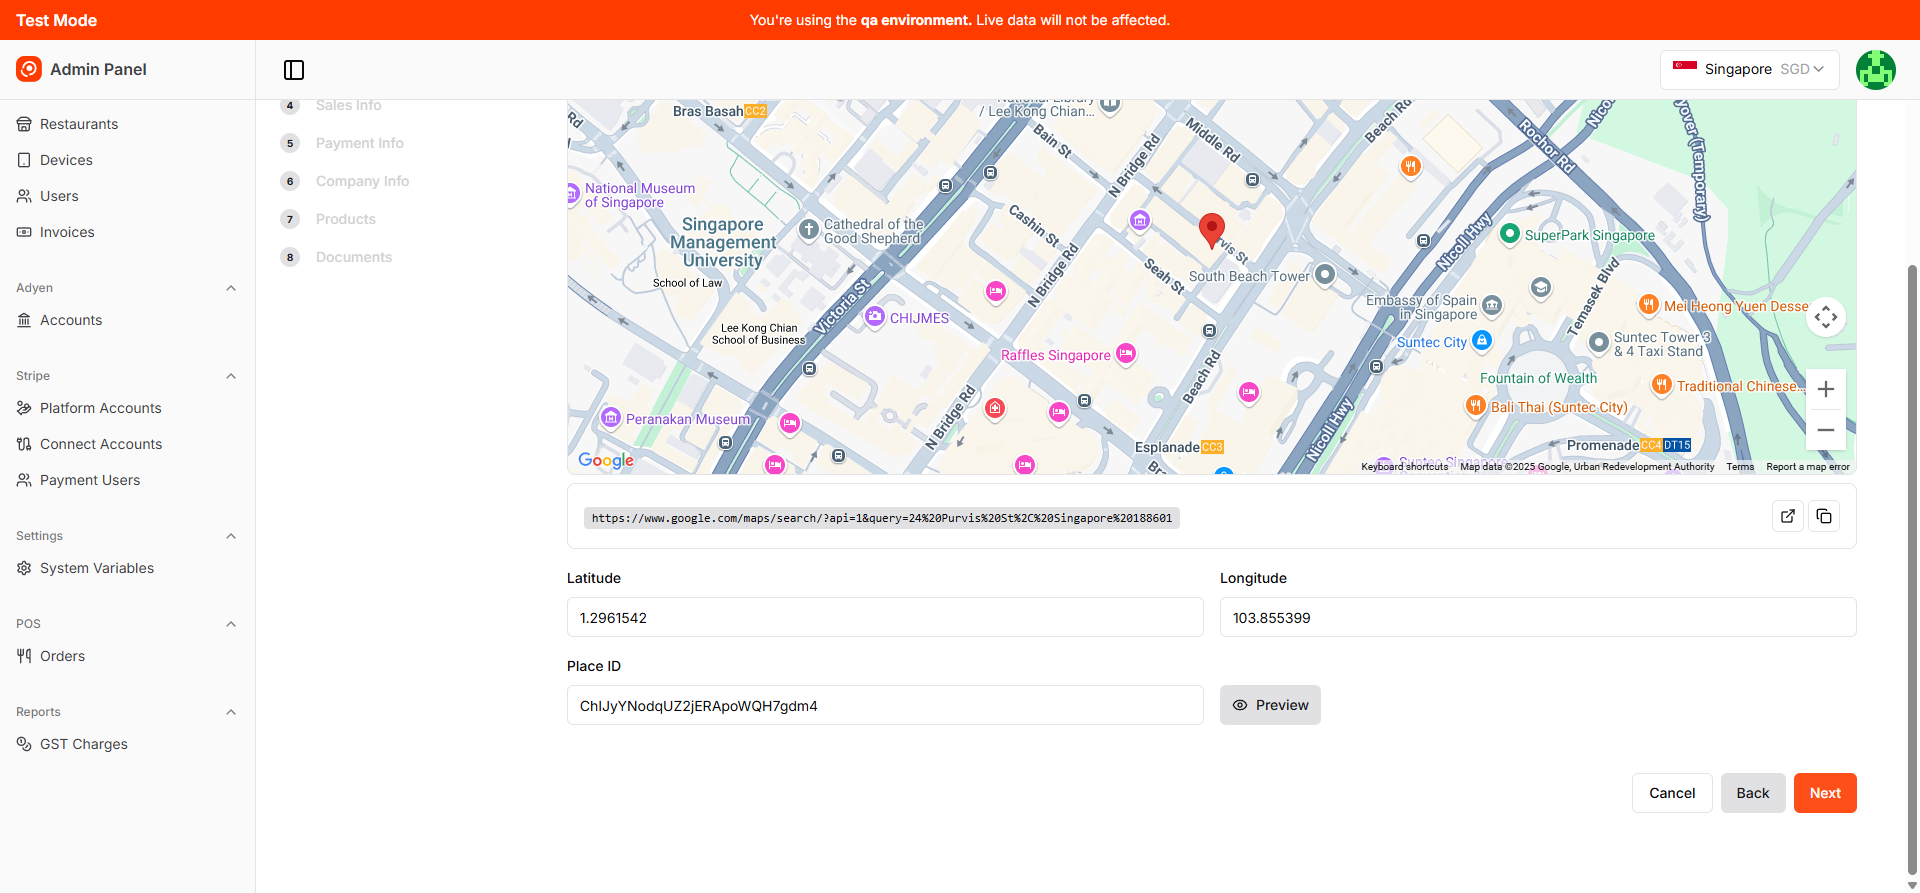 Test Mode
You're using the qa environment. Live data will not be affected.
Admin Panel
Singapore SGD
Restaurants
Devices
Users
Invoices
Adyen
Accounts
Stripe
Platform Accounts
Connect Accounts
Payment Users
Settings
System Variables
POS
Orders
Reports
GST Charges
4 Sales Info
5 Payment Info
6 Company Info
7 Products
8 Documents
Bras Basah CC2
National Library
/ Lee Kong Chian...
Bain St
Middle Rd
Beach Rd
Rochor Rd
N Bridge Rd
National Museum
of Singapore
Singapore
Management
University
School of Law
Cathedral of the
Good Shepherd
Cashin St
Purvis St
Seah St
South Beach Tower
Nicoll Hwy
SuperPark Singapore
N Bridge Rd
Victoria St
CHIJMES
Lee Kong Chian
School of Business
Embassy of Spain
in Singapore
Temasek Blvd
Mei Heong Yuen Desse
Suntec City
Suntec Tower 3
& 4 Taxi Stand
Raffles Singapore
Beach Rd
Fountain of Wealth
Traditional Chinese...
Bali Thai (Suntec City)
Peranakan Museum
N Bridge Rd
Nicoll Hwy
Esplanade CC3
Promenade CC4 DT15
Google
Keyboard shortcuts
Map data ©2025 Google, Urban Redevelopment Authority
Terms
Report a map error
https://www.google.com/maps/search/?api=1&query=24%20Purvis%20St%2C%20Singapore%20188601
Latitude
Longitude
1.2961542
103.855399
Place ID
ChIJyYNodqUZ2jERApoWQH7gdm4
Preview
Cancel
Back
Next